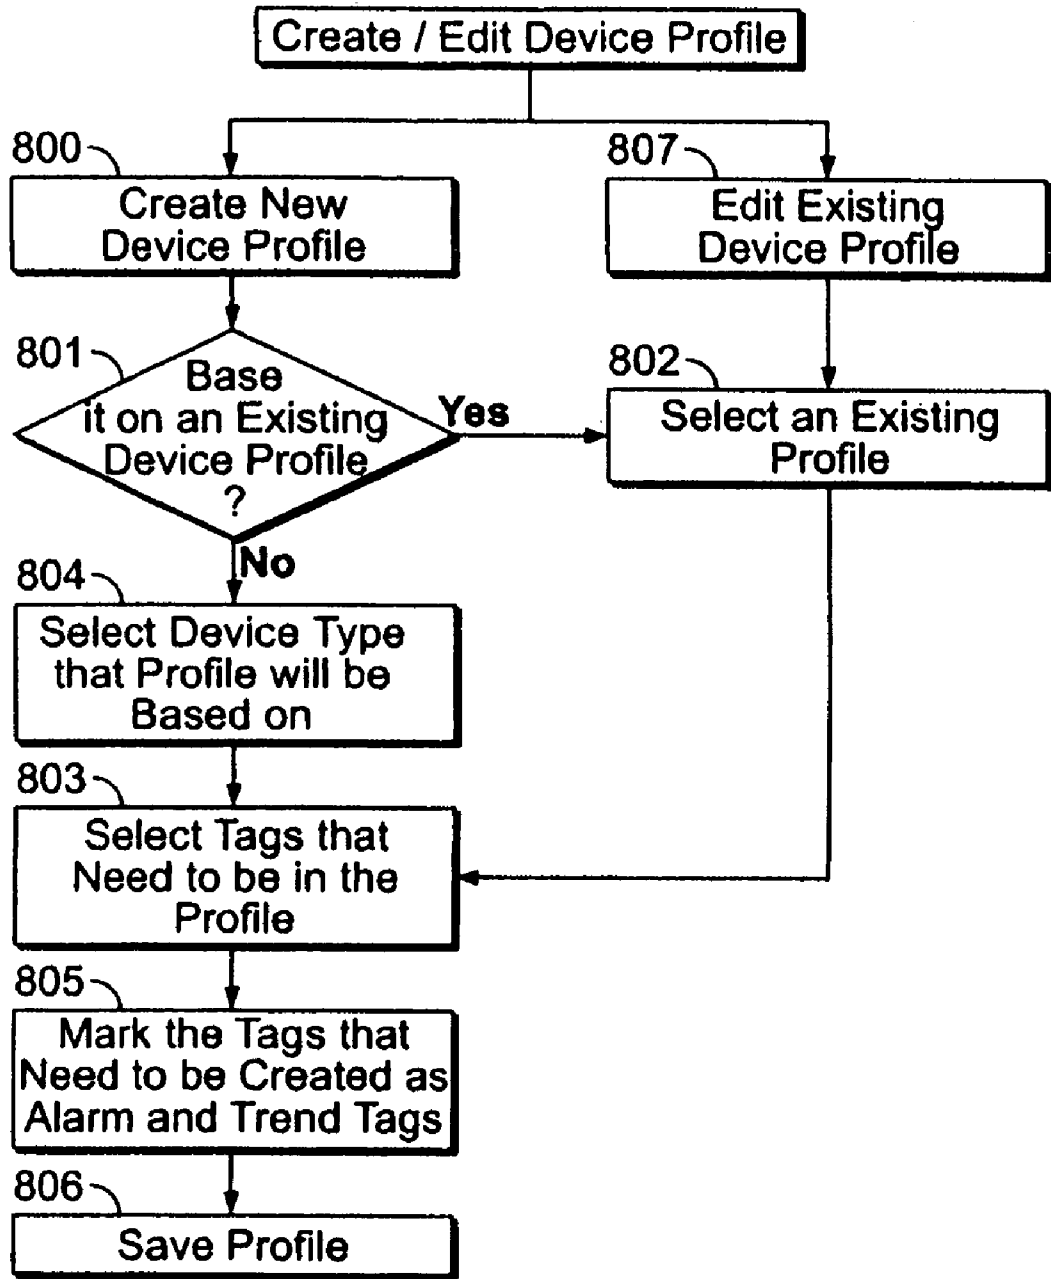 Create / Edit Device Profile
800
Create New
Device Profile
807
Edit Existing
Device Profile
801
Base
it on an Existing
Device Profile
?
Yes
No
802
Select an Existing
Profile
804
Select Device Type
that Profile will be
Based on
803
Select Tags that
Need to be in the
Profile
805
Mark the Tags that
Need to be Created as
Alarm and Trend Tags
806
Save Profile